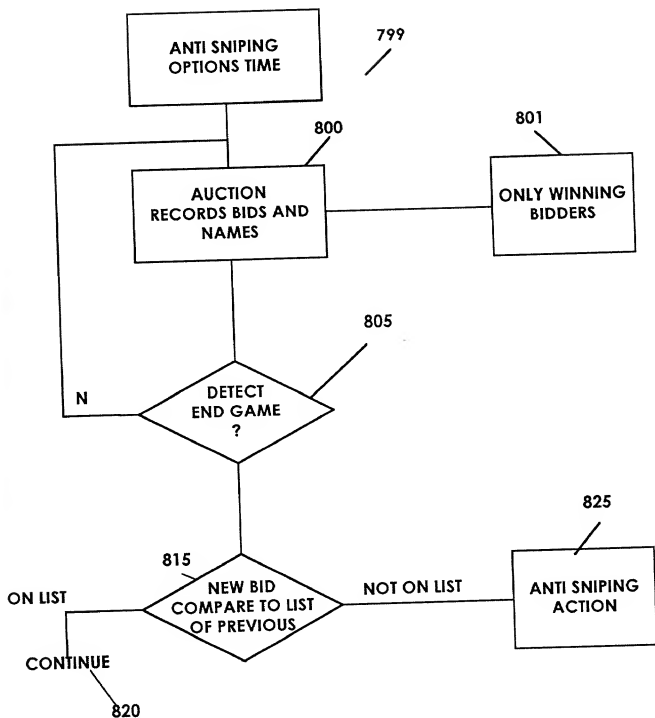 ANTI SNIPING
OPTIONS TIME
799
800
801
AUCTION
RECORDS BIDS AND
NAMES
ONLY WINNING
BIDDERS
805
DETECT
END GAME
?
N
815
825
NEW BID
COMPARE TO LIST
OF PREVIOUS
ON LIST
NOT ON LIST
ANTI SNIPING
ACTION
CONTINUE
820